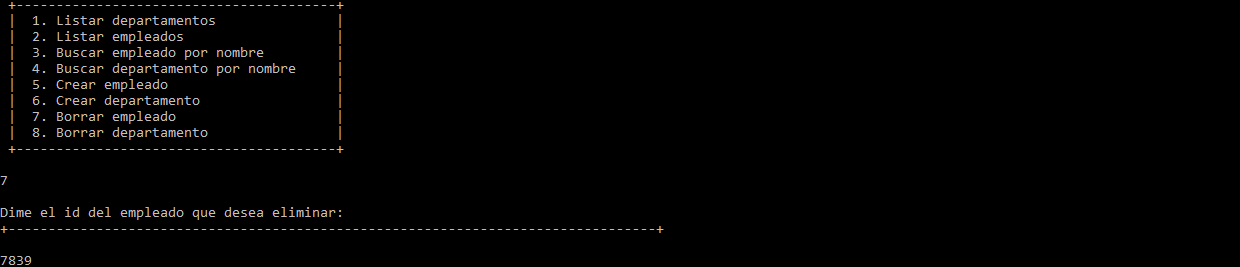 +----------------------------------------+
|  1. Listar departamentos               |
|  2. Listar empleados                   |
|  3. Buscar empleado por nombre         |
|  4. Buscar departamento por nombre     |
|  5. Crear empleado                     |
|  6. Crear departamento                 |
|  7. Borrar empleado                    |
|  8. Borrar departamento                |
+----------------------------------------+
7
Dime el id del empleado que desea eliminar:
+--------------------------------------------------------------------------------+
7839